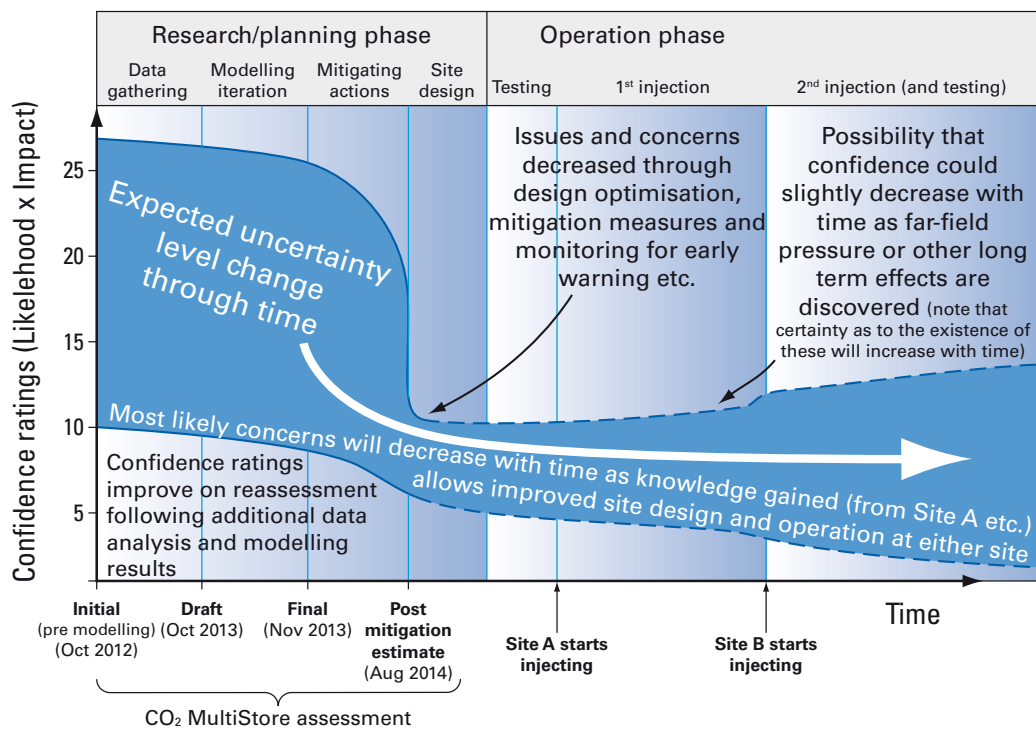 Research/planning phase
Operation phase
Data
gathering
Modelling
iteration
Mitigating
actions
Site
design
Testing
1st injection
2nd injection (and testing)
Confidence ratings (Likelehood x Impact)
25
20
15
10
5
Expected uncertainty
level change
through time
Issues and concerns
decreased through
design optimisation,
mitigation measures and
monitoring for early
warning etc.
Possibility that
confidence could
slightly decrease with
time as far-field
pressure or other long
term effects are
discovered (note that
certainty as to the existence of
these will increase with time)
Most likely concerns will decrease with time as knowledge gained (from Site A etc.)
allows improved site design and operation at either site
Confidence ratings
improve on reassessment
following additional data
analysis and modelling
results
Time
Initial
(pre modelling)
(Oct 2012)
Draft
(Oct 2013)
Final
(Nov 2013)
Post
mitigation
estimate
(Aug 2014)
Site A starts
injecting
Site B starts
injecting
CO₂ MultiStore assessment